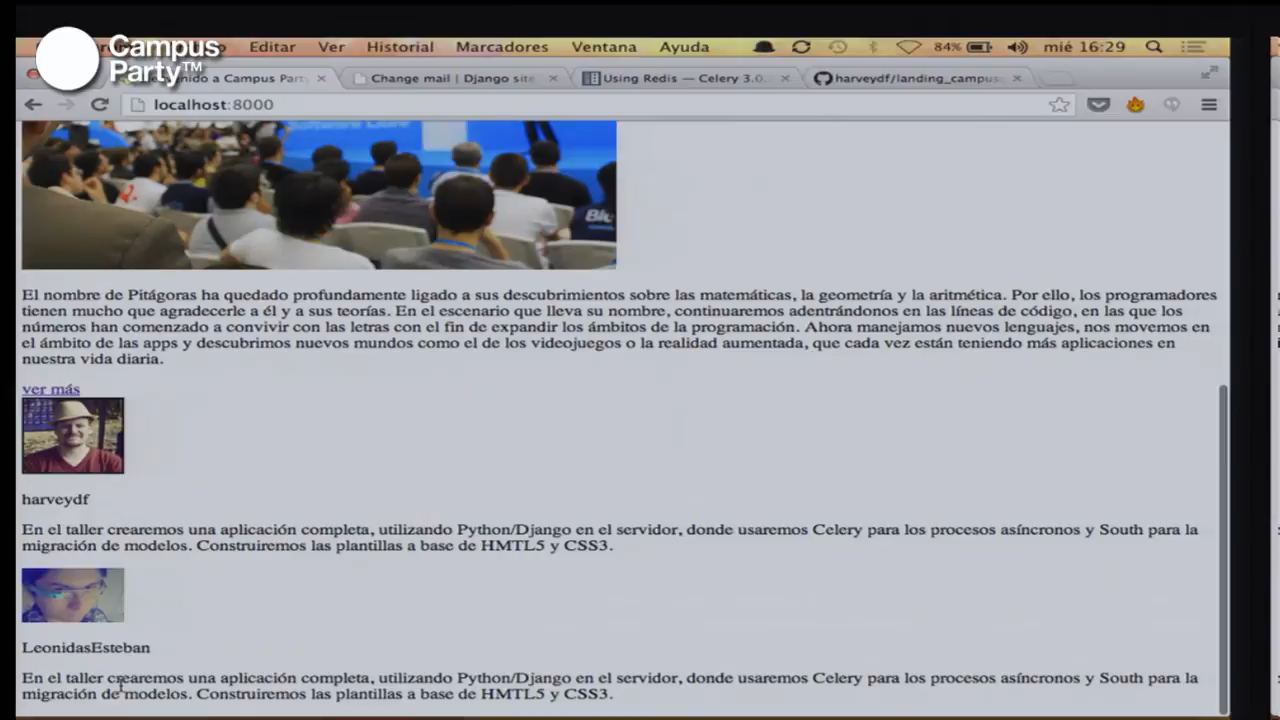 Campus
Party™
Editar Ver Historial Marcadores Ventana Ayuda 84% mié 16:29
nido a Campus Part × Change mail | Django site × Using Redis — Celery 3.0. × harveydf/landing_campus ×
localhost:8000
Software Libre
Blu
El nombre de Pitágoras ha quedado profundamente ligado a sus descubrimientos sobre las matemáticas, la geometría y la aritmética. Por ello, los programadores
tienen mucho que agradecerle a él y a sus teorías. En el escenario que lleva su nombre, continuaremos adentrándonos en las líneas de código, en las que los
números han comenzado a convivir con las letras con el fin de expandir los ámbitos de la programación. Ahora manejamos nuevos lenguajes, nos movemos en
el ámbito de las apps y descubrimos nuevos mundos como el de los videojuegos o la realidad aumentada, que cada vez están teniendo más aplicaciones en
nuestra vida diaria.
ver más
harveydf
En el taller crearemos una aplicación completa, utilizando Python/Django en el servidor, donde usaremos Celery para los procesos asíncronos y South para la
migración de modelos. Construiremos las plantillas a base de HMTL5 y CSS3.
LeonidasEsteban
En el taller crearemos una aplicación completa, utilizando Python/Django en el servidor, donde usaremos Celery para los procesos asíncronos y South para la
migración de modelos. Construiremos las plantillas a base de HMTL5 y CSS3.